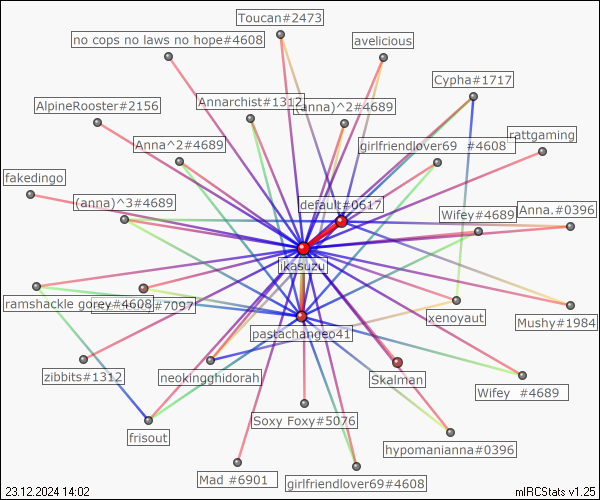 Toucan#2473
no cops no laws no hope#4608
avelicious
Cypha#1717
AlpineRooster#2156
Annarchist#1312
(anna)^2#4689
Anna^2#4689
girlfriendlover69 #4608
rattgaming
fakedingo
(anna)^3#4689
default#0617
Wifey#4689
Anna.#0396
ikasuzu
ramshackle gorey#4608
#7097
xenoyaut
Mushy#1984
pastachangeo41
zibbits#1312
neokingghidorah
Skalman
Wifey #4689
Soxy Foxy#5076
frisout
hypomanianna#0396
Mad #6901
girlfriendlover69#4608
23.12.2024 14:02
mIRCStats v1.25